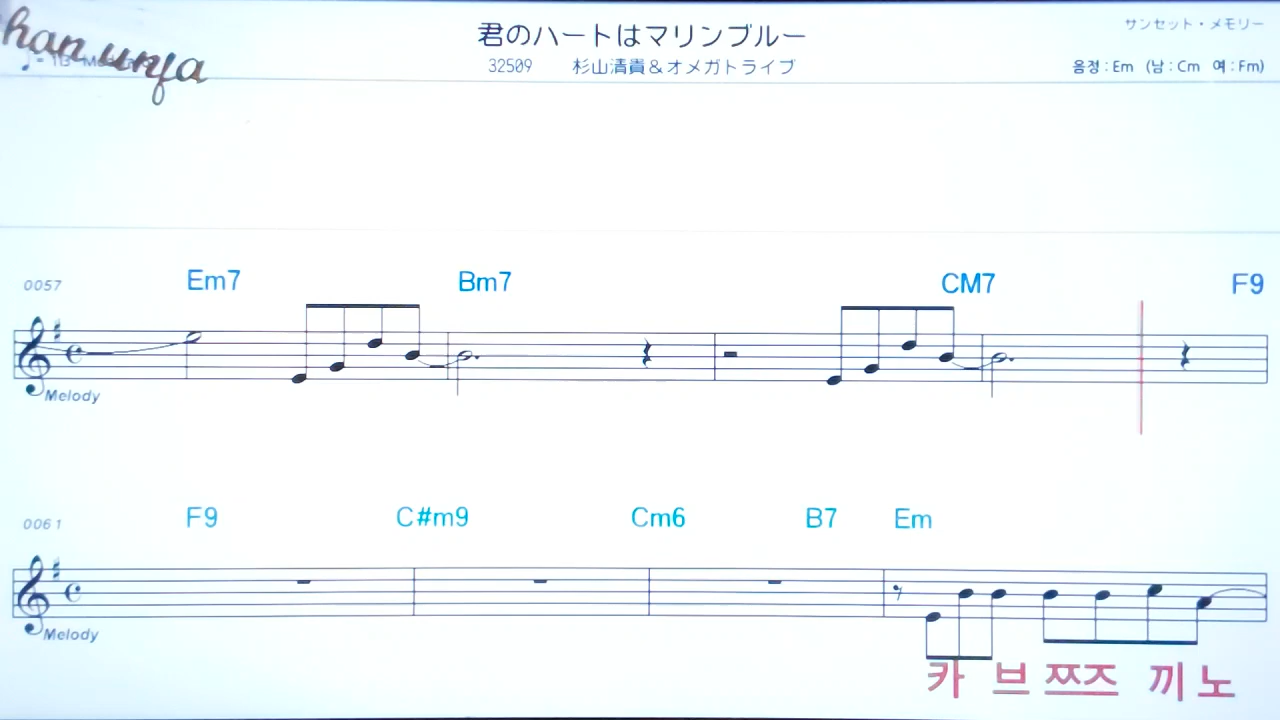 hanunja
君のハートはマリンブルー
サンセット・メモリー
32509 杉山清貴&オメガトライブ
음정 : Em (남 : Cm 여 : Fm)
0057 Em7 Bm7 CM7 F9
Melody
0061 F9 C#m9 Cm6 B7 Em
Melody
카 브 쯔즈 끼 노